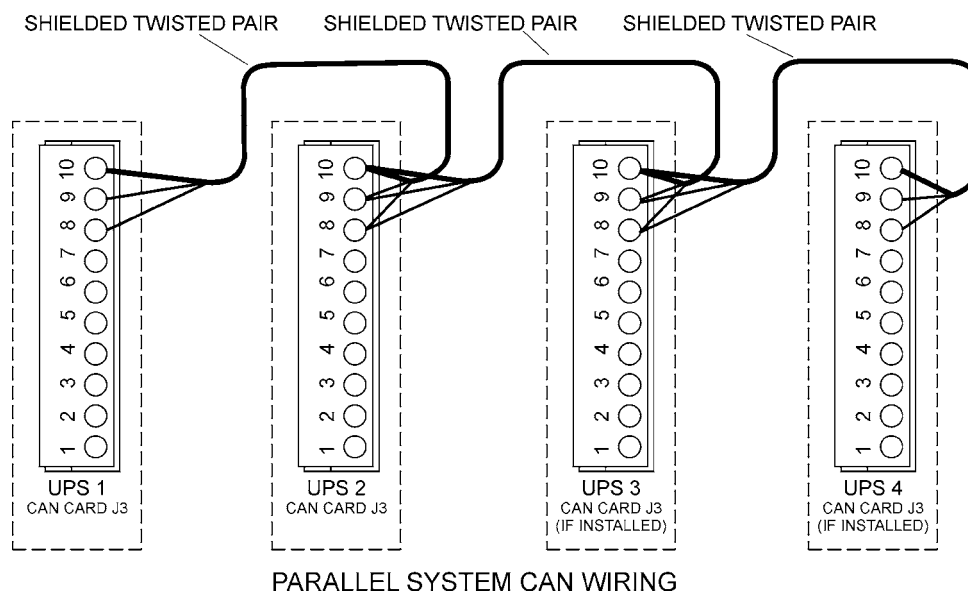 SHIELDED TWISTED PAIR SHIELDED TWISTED PAIR SHIELDED TWISTED PAIR
10 10 10 10
9 9 9 9
8 8 8 8
7 7 7 7
6 6 6 6
5 5 5 5
4 4 4 4
3 3 3 3
2 2 2 2
1 1 1 1
UPS 1 UPS 2 UPS 3 UPS 4
CAN CARD J3 CAN CARD J3 CAN CARD J3 CAN CARD J3
(IF INSTALLED) (IF INSTALLED)
PARALLEL SYSTEM CAN WIRING